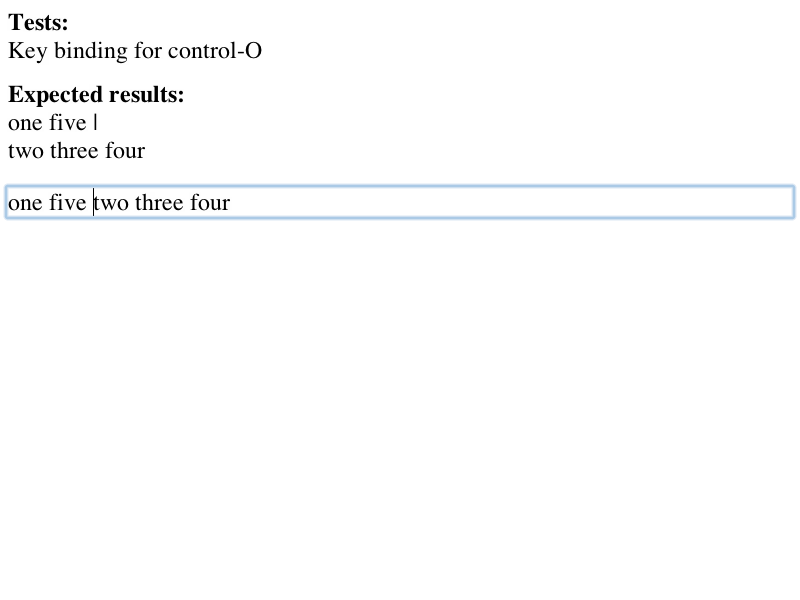 Tests:
Key binding for control-O
Expected results:
one five |
two three four
one five two three four